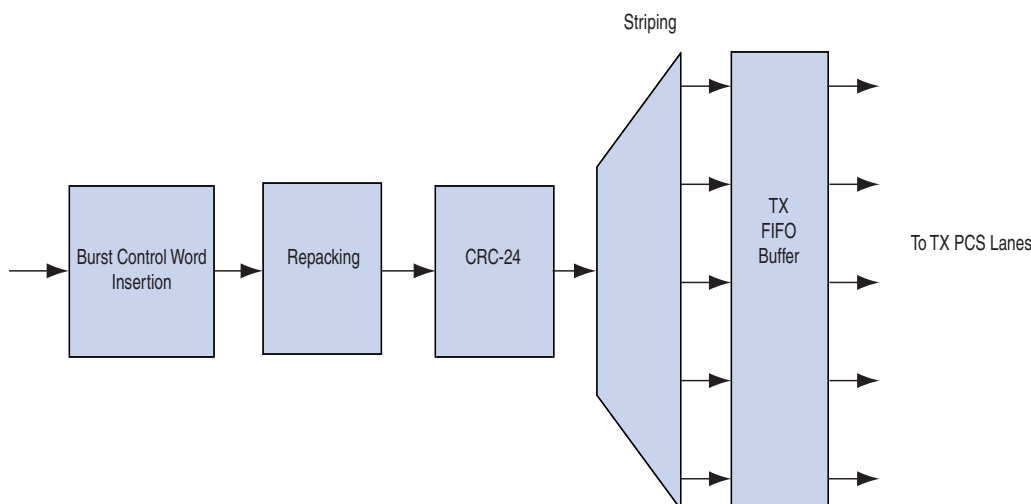 Striping
Burst Control Word
Insertion
Repacking
CRC-24
TX
FIFO
Buffer
To TX PCS Lanes